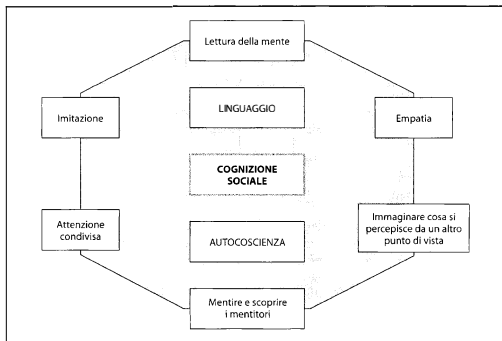 Lettura della mente
Imitazione
LINGUAGGIO
Empatia
COGNIZIONE
SOCIALE
Attenzione
condivisa
AUTOCOSCIENZA
Immaginare cosa si
percepisce da un altro
punto di vista
Mentire e scoprire
i mentitori